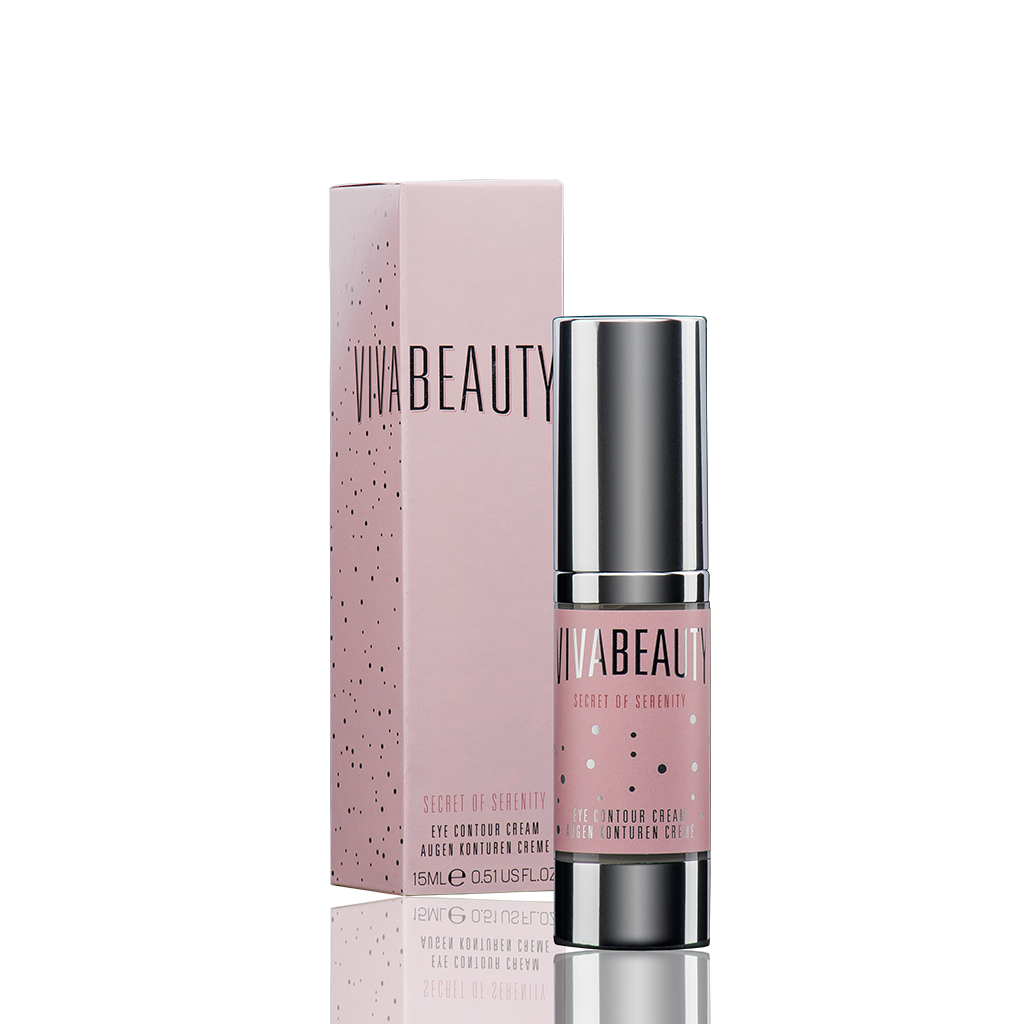 VIVABEAUTY
SECRET OF SERENITY
EYE CONTOUR CREAM
AUGEN KONTUREN CREME
15ML℮ 0.51 US FL.OZ
VIVABEAUTY
SECRET OF SERENITY
EYE CONTOUR CREAM
AUGEN KONTUREN CREME